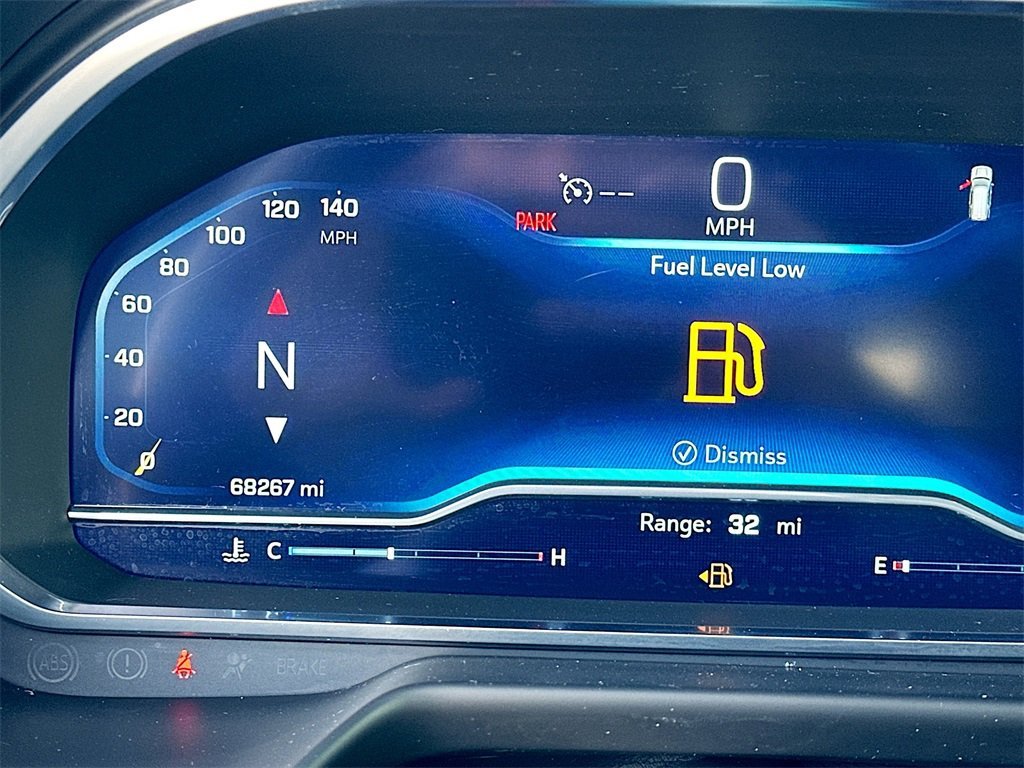 0
MPH
PARK
Fuel Level Low
120 140
MPH
100
80
60
40
20
0
N
68267 mi
Dismiss
Range: 32 mi
C H
E
ABS
BRAKE